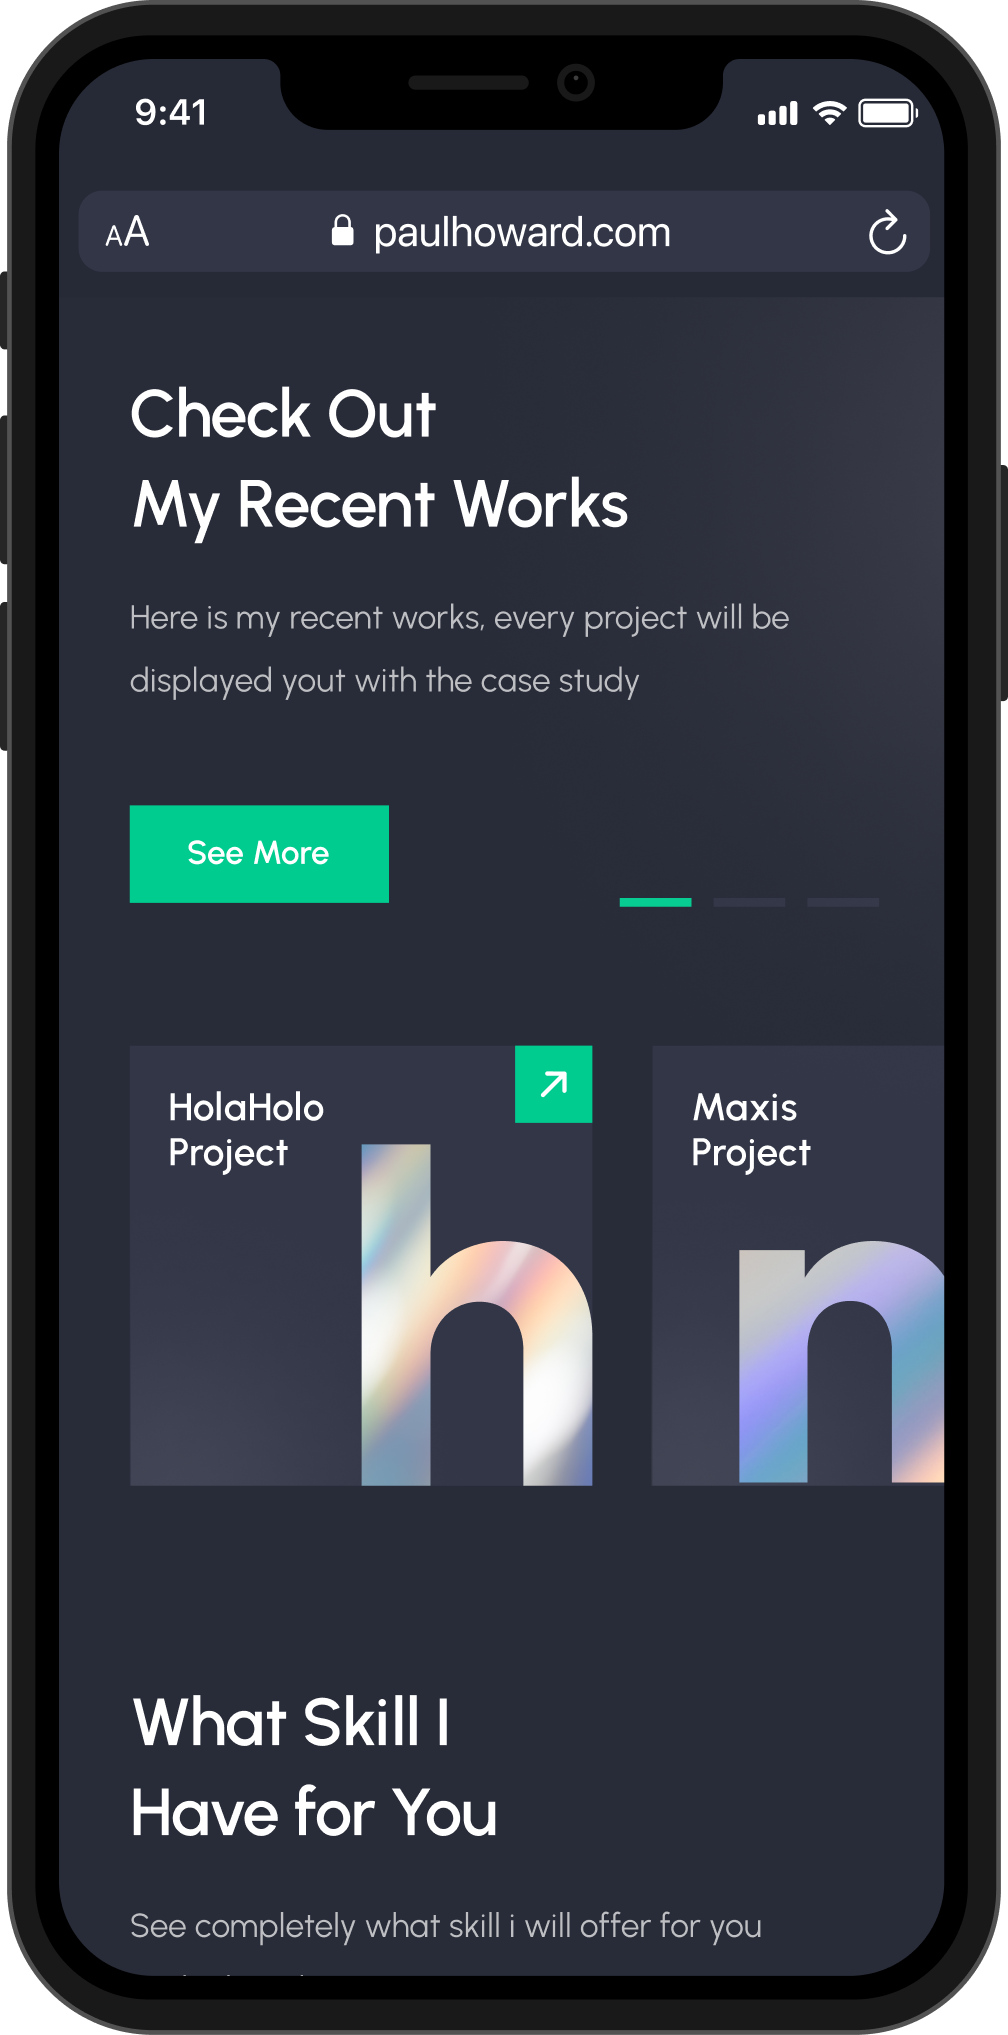 9:41
AA
paulhoward.com
Check Out
My Recent Works
Here is my recent works, every project will be
displayed yout with the case study
See More
HolaHolo
Project
h
Maxis
Project
What Skill I
Have for You
See completely what skill i will offer for you